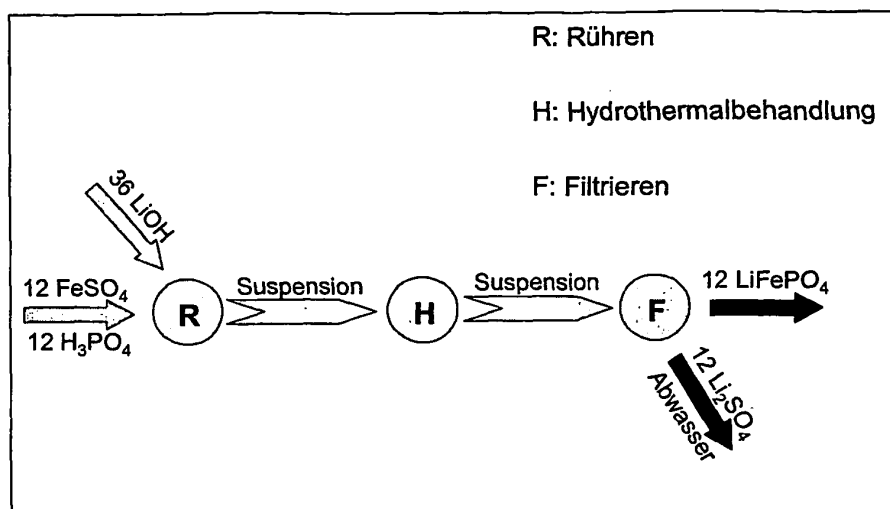 R: Rühren
H: Hydrothermalbehandlung
F: Filtrieren
36 LiOH
12 FeSO₄
12 H₃PO₄
R
Suspension
H
Suspension
F
12 LiFePO₄
12 Li₂SO₄
Abwasser